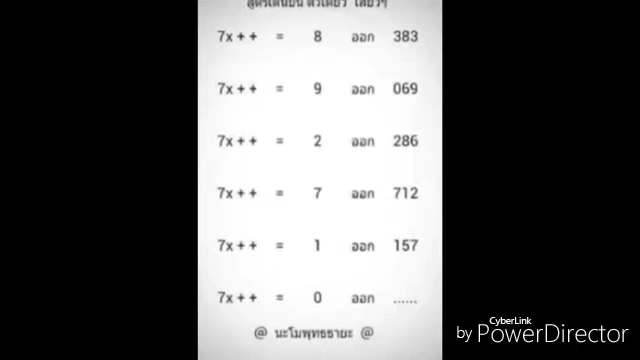 7x + + = 8 ออก 383
7x + + = 9 ออก 069
7x + + = 2 ออก 286
7x + + = 7 ออก 712
7x + + = 1 ออก 157
7x + + = 0 ออก ......
@ นะโมพุทธธายะ @
CyberLink
by PowerDirector